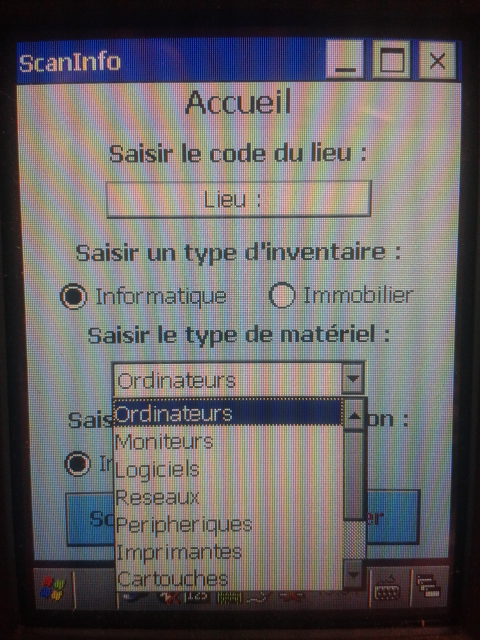 ScanInfo
Accueil
Saisir le code du lieu :
Lieu :
Saisir un type d'inventaire :
Informatique
Immobilier
Saisir le type de matériel :
Ordinateurs
Ordinateurs
Moniteurs
Logiciels
Reseaux
Peripheriques
Imprimantes
Cartouches